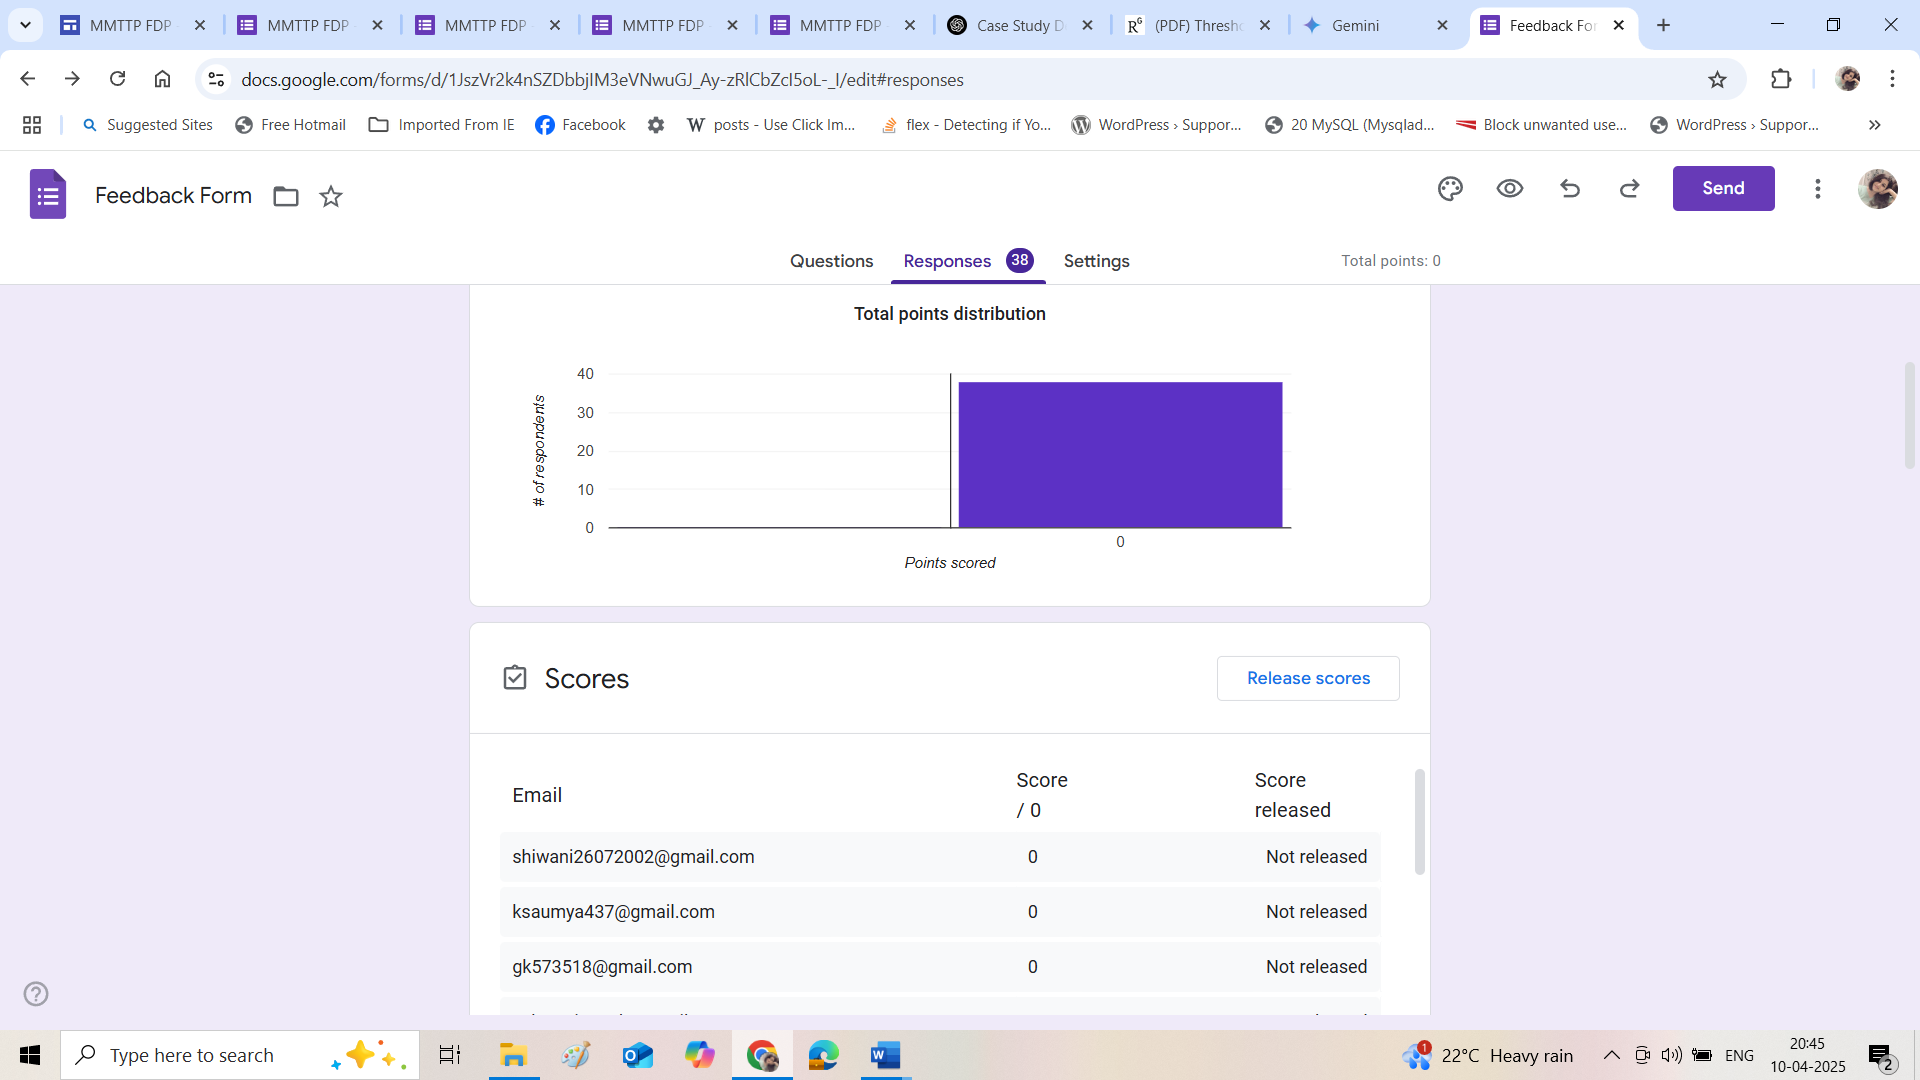 MMTTP FDP
MMTTP FDP
MMTTP FDP
MMTTP FDP
MMTTP FDP
Case Study D
(PDF) Thresho
Gemini
Feedback For
docs.google.com/forms/d/1JszVr2k4nSZDbbjIM3eVNwuGJ_Ay-zRlCbZcI5oL-_I/edit#responses
Suggested Sites
Free Hotmail
Imported From IE
Facebook
posts - Use Click Im...
flex - Detecting if Yo...
WordPress › Suppor...
20 MySQL (Mysqlad...
Block unwanted use...
WordPress › Suppor...
Feedback Form
Send
Questions
Responses 38
Settings
Total points: 0
Total points distribution
# of respondents
40
30
20
10
0
0
Points scored
Scores
Release scores
Email
Score / 0
Score released
shiwani26072002@gmail.com 0 Not released
ksaumya437@gmail.com 0 Not released
gk573518@gmail.com 0 Not released
Type here to search
1
22°C Heavy rain
ENG
20:45
10-04-2025
2